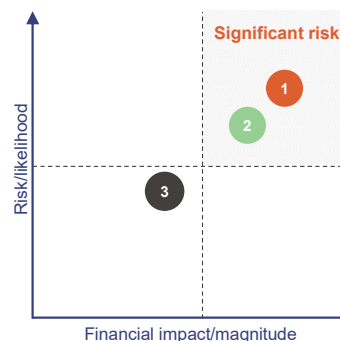 Significant risk
1
2
3
Risk/likelihood
Financial impact/magnitude